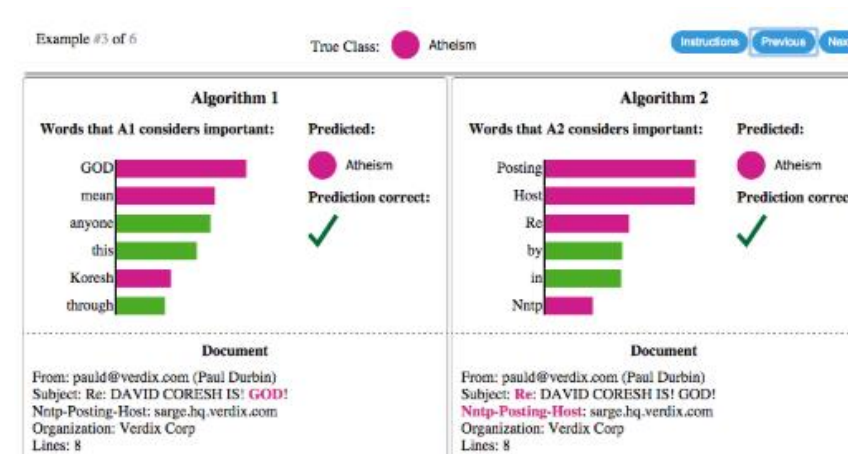 Example #3 of 6
True Class: Atheism
Instructions
Previous
Algorithm 1
Words that A1 considers important:
Predicted:
GOD
mean
anyone
this
Koresh
through
Atheism
Prediction correct:
Document
From: pauld@verdix.com (Paul Durbin)
Subject: Re: DAVID CORESH IS! GOD!
Nntp-Posting-Host: sarge.hq.verdix.com
Organization: Verdix Corp
Lines: 8
Algorithm 2
Words that A2 considers important:
Predicted:
Posting
Host
Re
by
in
Nntp
Atheism
Prediction correc
Document
From: pauld@verdix.com (Paul Durbin)
Subject: Re: DAVID CORESH IS! GOD!
Nntp-Posting-Host: sarge.hq.verdix.com
Organization: Verdix Corp
Lines: 8